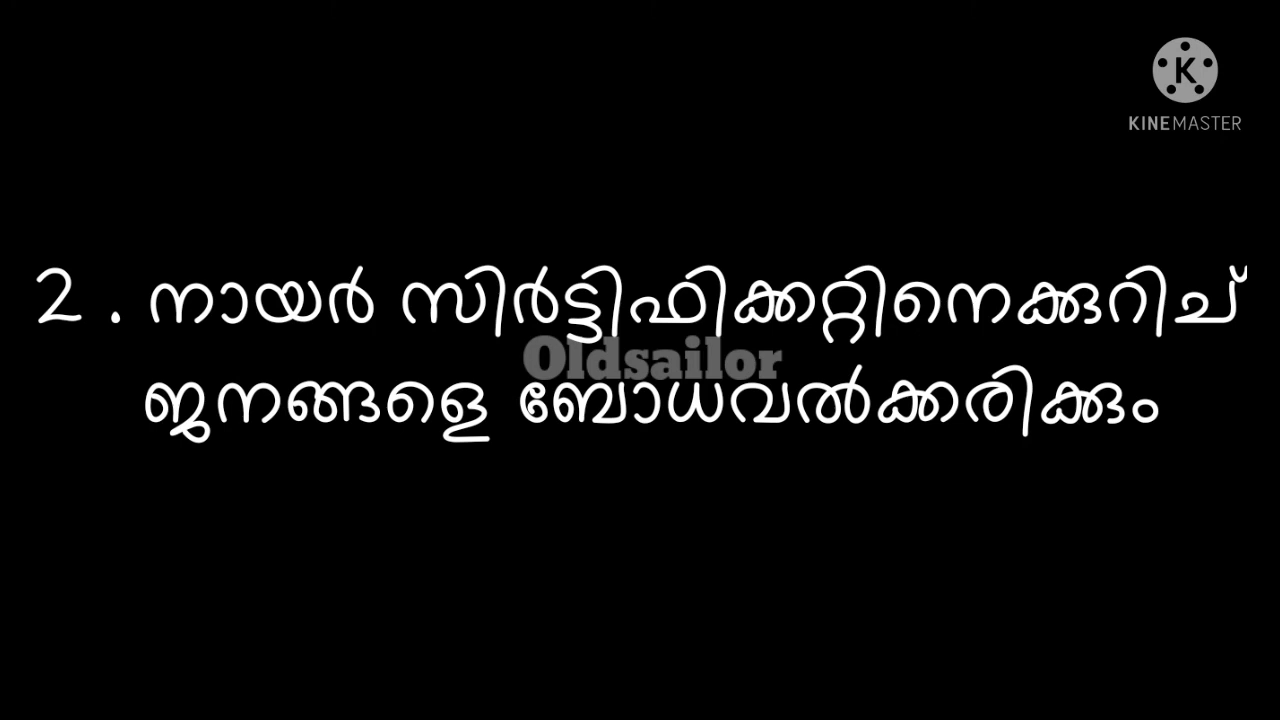 K
KINEMASTER
2 . നായർ സിർട്ടിഫിക്കറ്റിനെക്കുറിച്
Oldsailor
ജനങ്ങളെ ബോധവൽക്കരിക്കും